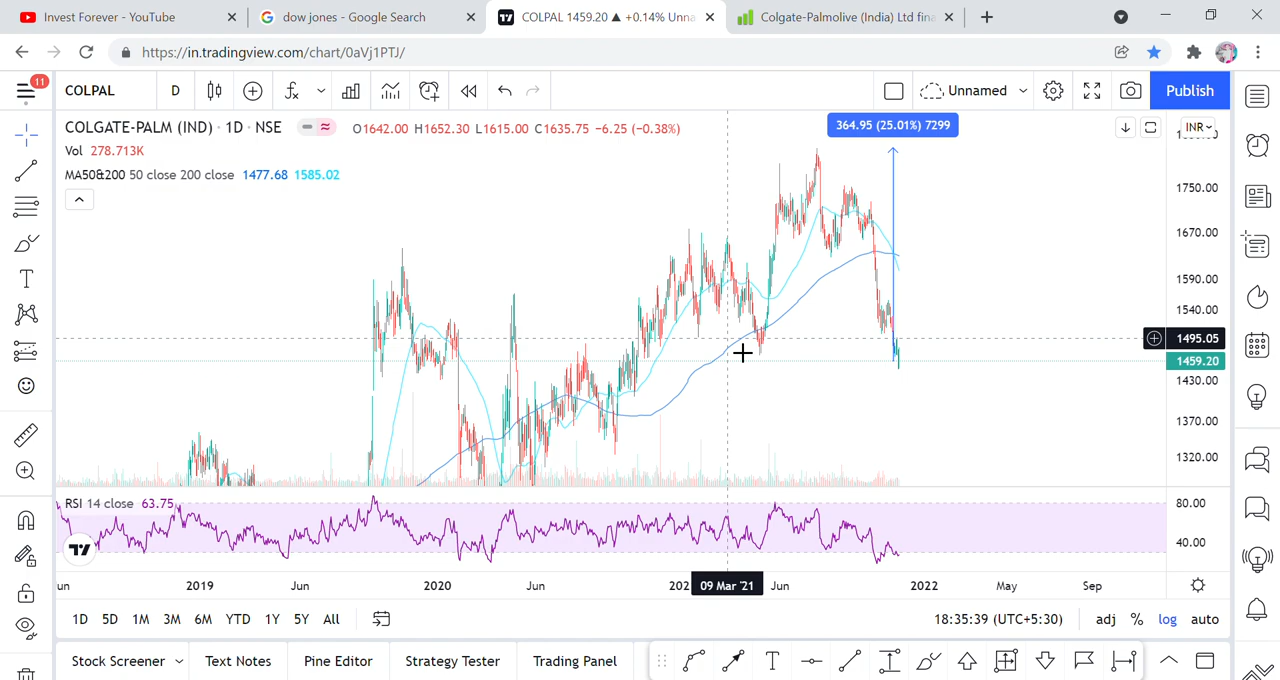 Invest Forever - YouTube
dow jones - Google Search
COLPAL 1459.20 ▲ +0.14% Unna
Colgate-Palmolive (India) Ltd fina
https://in.tradingview.com/chart/0aVj1PTJ/
11
COLPAL
D
Unnamed
Publish
COLGATE-PALM (IND) · 1D · NSE
O1642.00 H1652.30 L1615.00 C1635.75 −6.25 (−0.38%)
364.95 (25.01%) 7299
INR
Vol 278.713K
MA50&200 50 close 200 close 1477.68 1585.02
1750.00
1670.00
1590.00
1540.00
1495.05
1459.20
1430.00
1370.00
1320.00
RSI 14 close 63.75
80.00
40.00
2019
Jun
2020
Jun
202
09 Mar '21
Jun
2022
May
Sep
1D 5D 1M 3M 6M YTD 1Y 5Y All
18:35:39 (UTC+5:30)
adj % log auto
Stock Screener
Text Notes
Pine Editor
Strategy Tester
Trading Panel